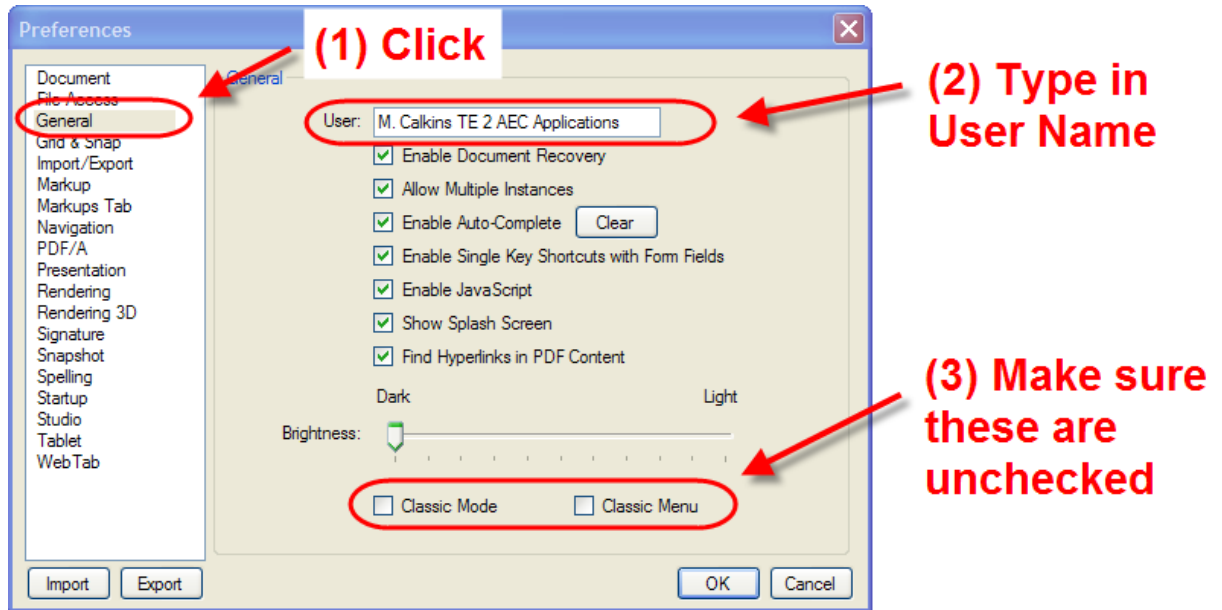 Preferences
(1) Click
Document
File Access
General
Grid & Snap
Import/Export
Markup
Markups Tab
Navigation
PDF/A
Presentation
Rendering
Rendering 3D
Signature
Snapshot
Spelling
Startup
Studio
Tablet
WebTab
General
User: M. Calkins TE 2 AEC Applications
Enable Document Recovery
Allow Multiple Instances
Enable Auto-Complete Clear
Enable Single Key Shortcuts with Form Fields
Enable JavaScript
Show Splash Screen
Find Hyperlinks in PDF Content
Dark Light
Brightness:
Classic Mode Classic Menu
Import Export OK Cancel
(2) Type in
User Name
(3) Make sure
these are
unchecked